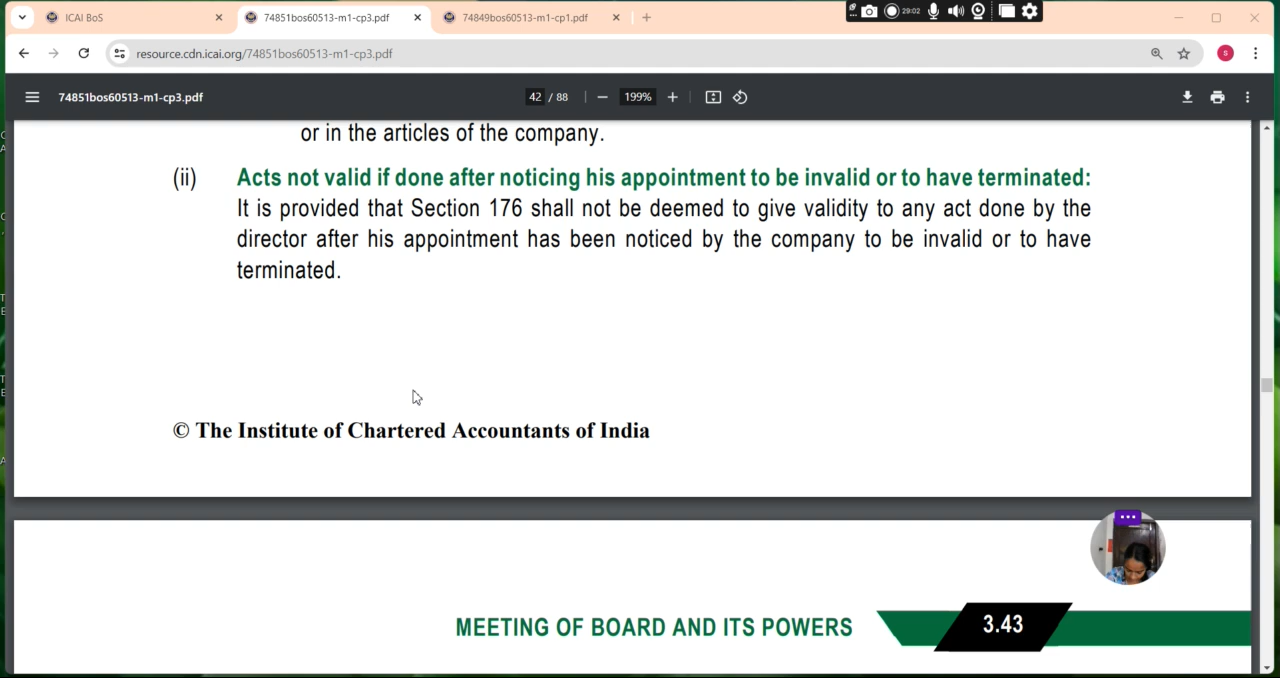 ICAI BoS
74851bos60513-m1-cp3.pdf
74849bos60513-m1-cp1.pdf
29:02
resource.cdn.icai.org/74851bos60513-m1-cp3.pdf
S
74851bos60513-m1-cp3.pdf
42 / 88
199%
or in the articles of the company.
(ii) Acts not valid if done after noticing his appointment to be invalid or to have terminated:
It is provided that Section 176 shall not be deemed to give validity to any act done by the
director after his appointment has been noticed by the company to be invalid or to have
terminated.
© The Institute of Chartered Accountants of India
MEETING OF BOARD AND ITS POWERS
3.43